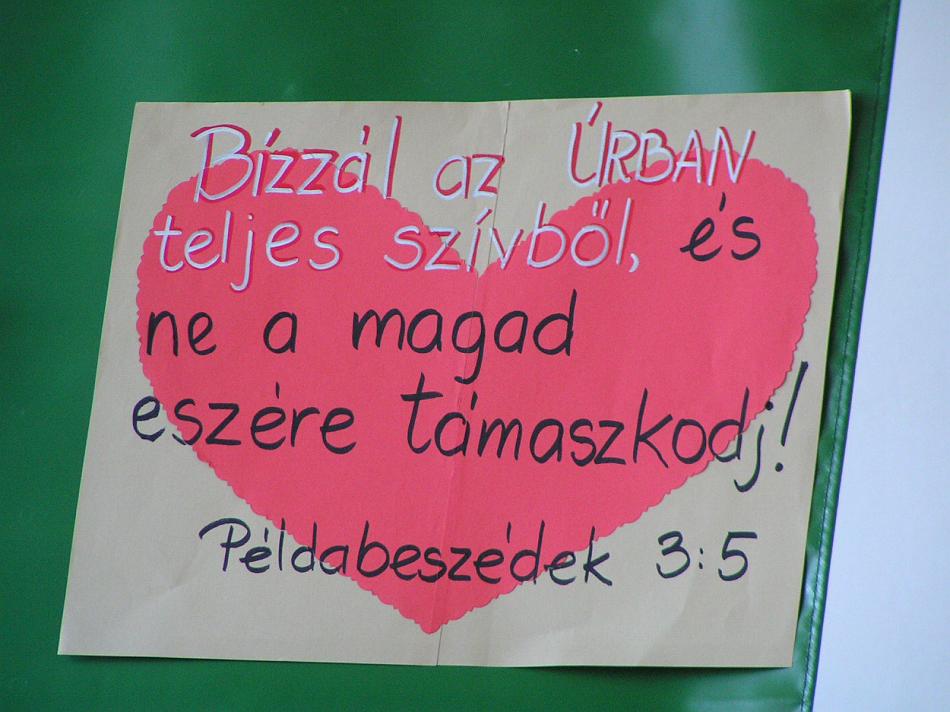 Bízzál az ÚRBAN
teljes szívből, és
ne a magad
eszére támaszkodj!
Példabeszédek 3:5